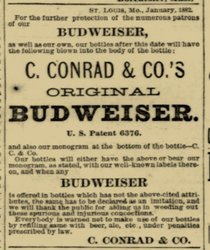 ST. LOUIS, Mo., January, 1882.
For the further protection of the numerous patrons
of our
BUDWEISER,
as well as our own, our bottles after this date will have
the following blown into the body of the bottle:
C. CONRAD & CO.'S
ORIGINAL
BUDWEISER.
U. S. Patent 6376.
and also our monogram at the bottom of the bottle—C.
C. & Co.
Our bottles will either have the above or bear our
monogram, as stated, with our well-known labels there-
on, and when any
BUDWEISER
is offered in bottles which has not the above-cited attri-
butes, the same has to be declared as an imitation, and
we will thank the public for aiding us in weeding out
these spurious and injurious concoctions.
Everybody is warned not to make use of our bottles
by refilling same with beer, ale, etc., under penalties
prescribed by law.
C. CONRAD & CO.